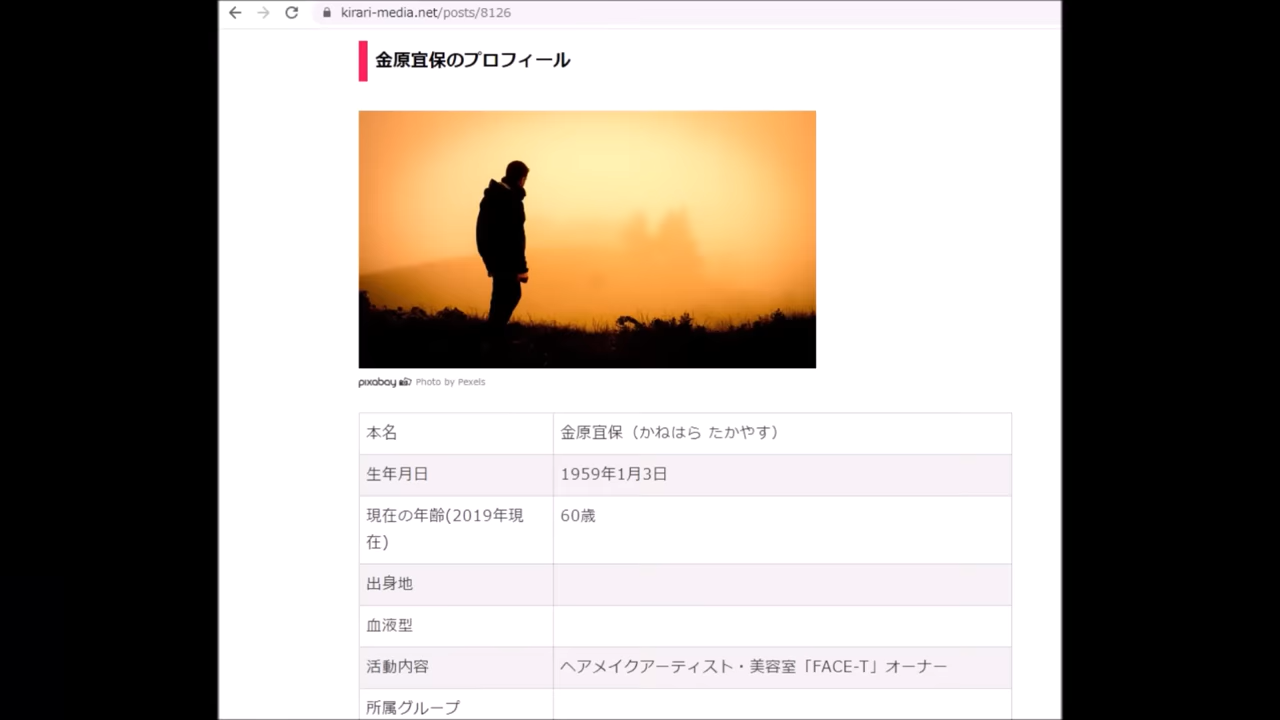 kirari-media.net/posts/8126
金原宜保のプロフィール
pixabay Photo by Pexels
本名 金原宜保（かねはら たかやす）
生年月日 1959年1月3日
現在の年齢(2019年現 60歳
在)
出身地
血液型
活動内容 ヘアメイクアーティスト・美容室「FACE-T」オーナー
所属グループ